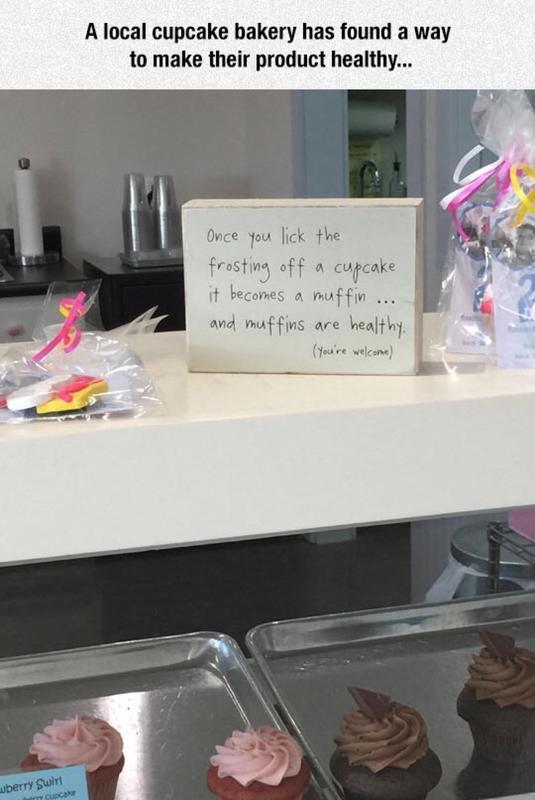 A local cupcake bakery has found a way
to make their product healthy...
Once you lick the
frosting off a cupcake
it becomes a muffin ...
and muffins are healthy.
(you're welcome)
Swirl
cupcake